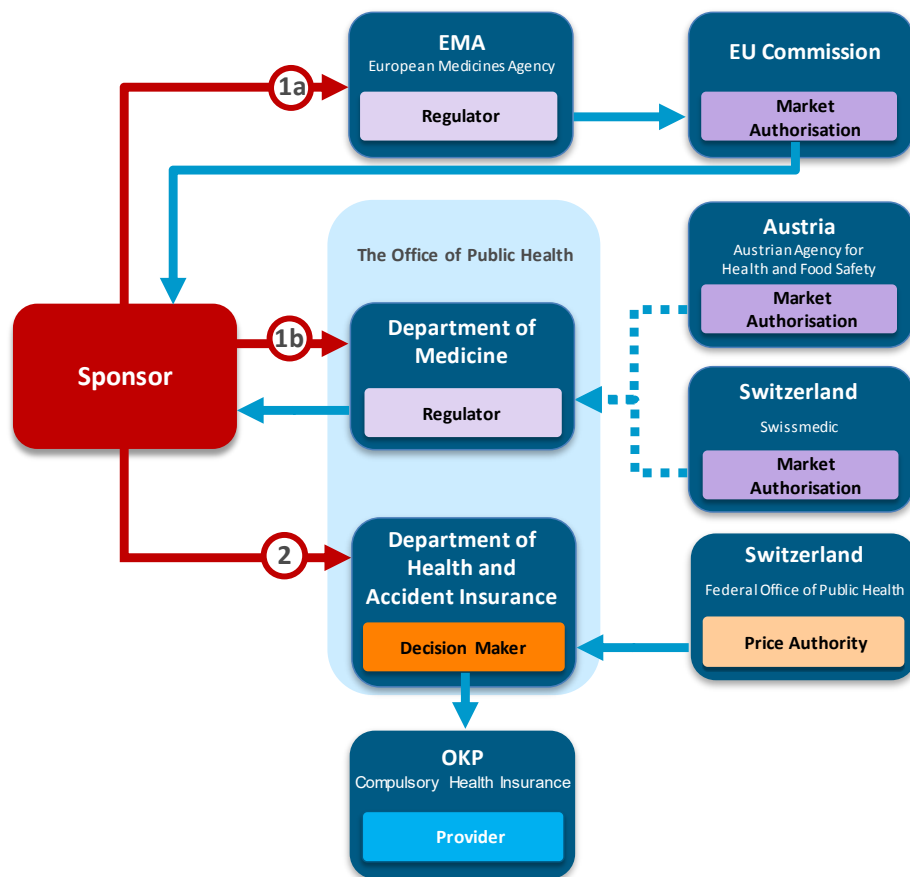 EMA
European Medicines Agency
Regulator
EU Commission
Market
Authorisation
1a
The Office of Public Health
Austria
Austrian Agency for
Health and Food Safety
Market
Authorisation
Sponsor
1b
Department of
Medicine
Regulator
Switzerland
Swissmedic
Market
Authorisation
2
Department of
Health and
Accident Insurance
Decision Maker
Switzerland
Federal Office of Public Health
Price Authority
OKP
Compulsory Health Insurance
Provider